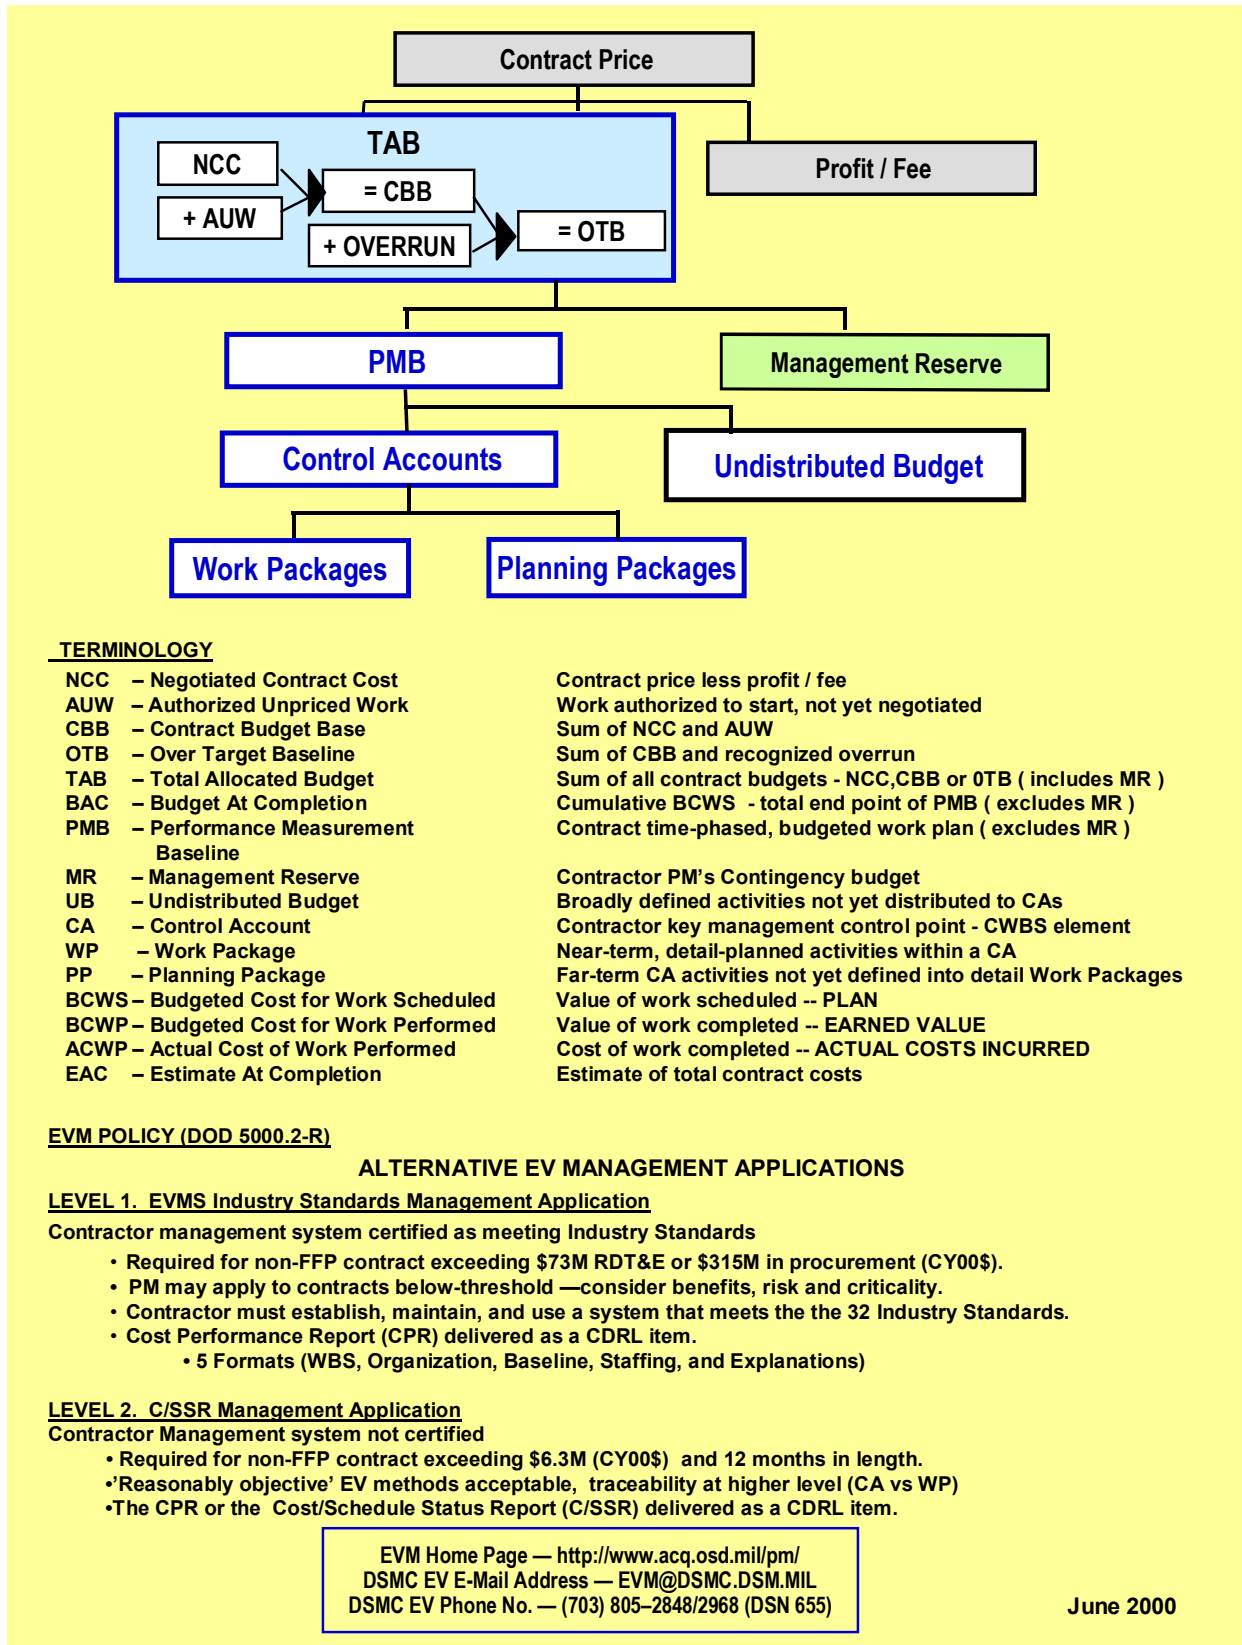 Contract Price
TAB
NCC
Profit / Fee
= CBB
+ AUW
= OTB
+ OVERRUN
PMB
Management Reserve
Control Accounts
Undistributed Budget
Work Packages
Planning Packages
TERMINOLOGY
NCC – Negotiated Contract Cost Contract price less profit / fee
AUW – Authorized Unpriced Work Work authorized to start, not yet negotiated
CBB – Contract Budget Base Sum of NCC and AUW
OTB – Over Target Baseline Sum of CBB and recognized overrun
TAB – Total Allocated Budget Sum of all contract budgets - NCC,CBB or 0TB ( includes MR )
BAC – Budget At Completion Cumulative BCWS - total end point of PMB ( excludes MR )
PMB – Performance Measurement Contract time-phased, budgeted work plan ( excludes MR )
Baseline
MR – Management Reserve Contractor PM’s Contingency budget
UB – Undistributed Budget Broadly defined activities not yet distributed to CAs
CA – Control Account Contractor key management control point - CWBS element
WP – Work Package Near-term, detail-planned activities within a CA
PP – Planning Package Far-term CA activities not yet defined into detail Work Packages
BCWS – Budgeted Cost for Work Scheduled Value of work scheduled -- PLAN
BCWP – Budgeted Cost for Work Performed Value of work completed -- EARNED VALUE
ACWP – Actual Cost of Work Performed Cost of work completed -- ACTUAL COSTS INCURRED
EAC – Estimate At Completion Estimate of total contract costs
EVM POLICY (DOD 5000.2-R)
ALTERNATIVE EV MANAGEMENT APPLICATIONS
LEVEL 1. EVMS Industry Standards Management Application
Contractor management system certified as meeting Industry Standards
• Required for non-FFP contract exceeding $73M RDT&E or $315M in procurement (CY00$).
• PM may apply to contracts below-threshold —consider benefits, risk and criticality.
• Contractor must establish, maintain, and use a system that meets the the 32 Industry Standards.
• Cost Performance Report (CPR) delivered as a CDRL item.
• 5 Formats (WBS, Organization, Baseline, Staffing, and Explanations)
LEVEL 2. C/SSR Management Application
Contractor Management system not certified
• Required for non-FFP contract exceeding $6.3M (CY00$) and 12 months in length.
•’Reasonably objective’ EV methods acceptable, traceability at higher level (CA vs WP)
•The CPR or the Cost/Schedule Status Report (C/SSR) delivered as a CDRL item.
EVM Home Page — http://www.acq.osd.mil/pm/
DSMC EV E-Mail Address — EVM@DSMC.DSM.MIL
DSMC EV Phone No. — (703) 805–2848/2968 (DSN 655)
June 2000